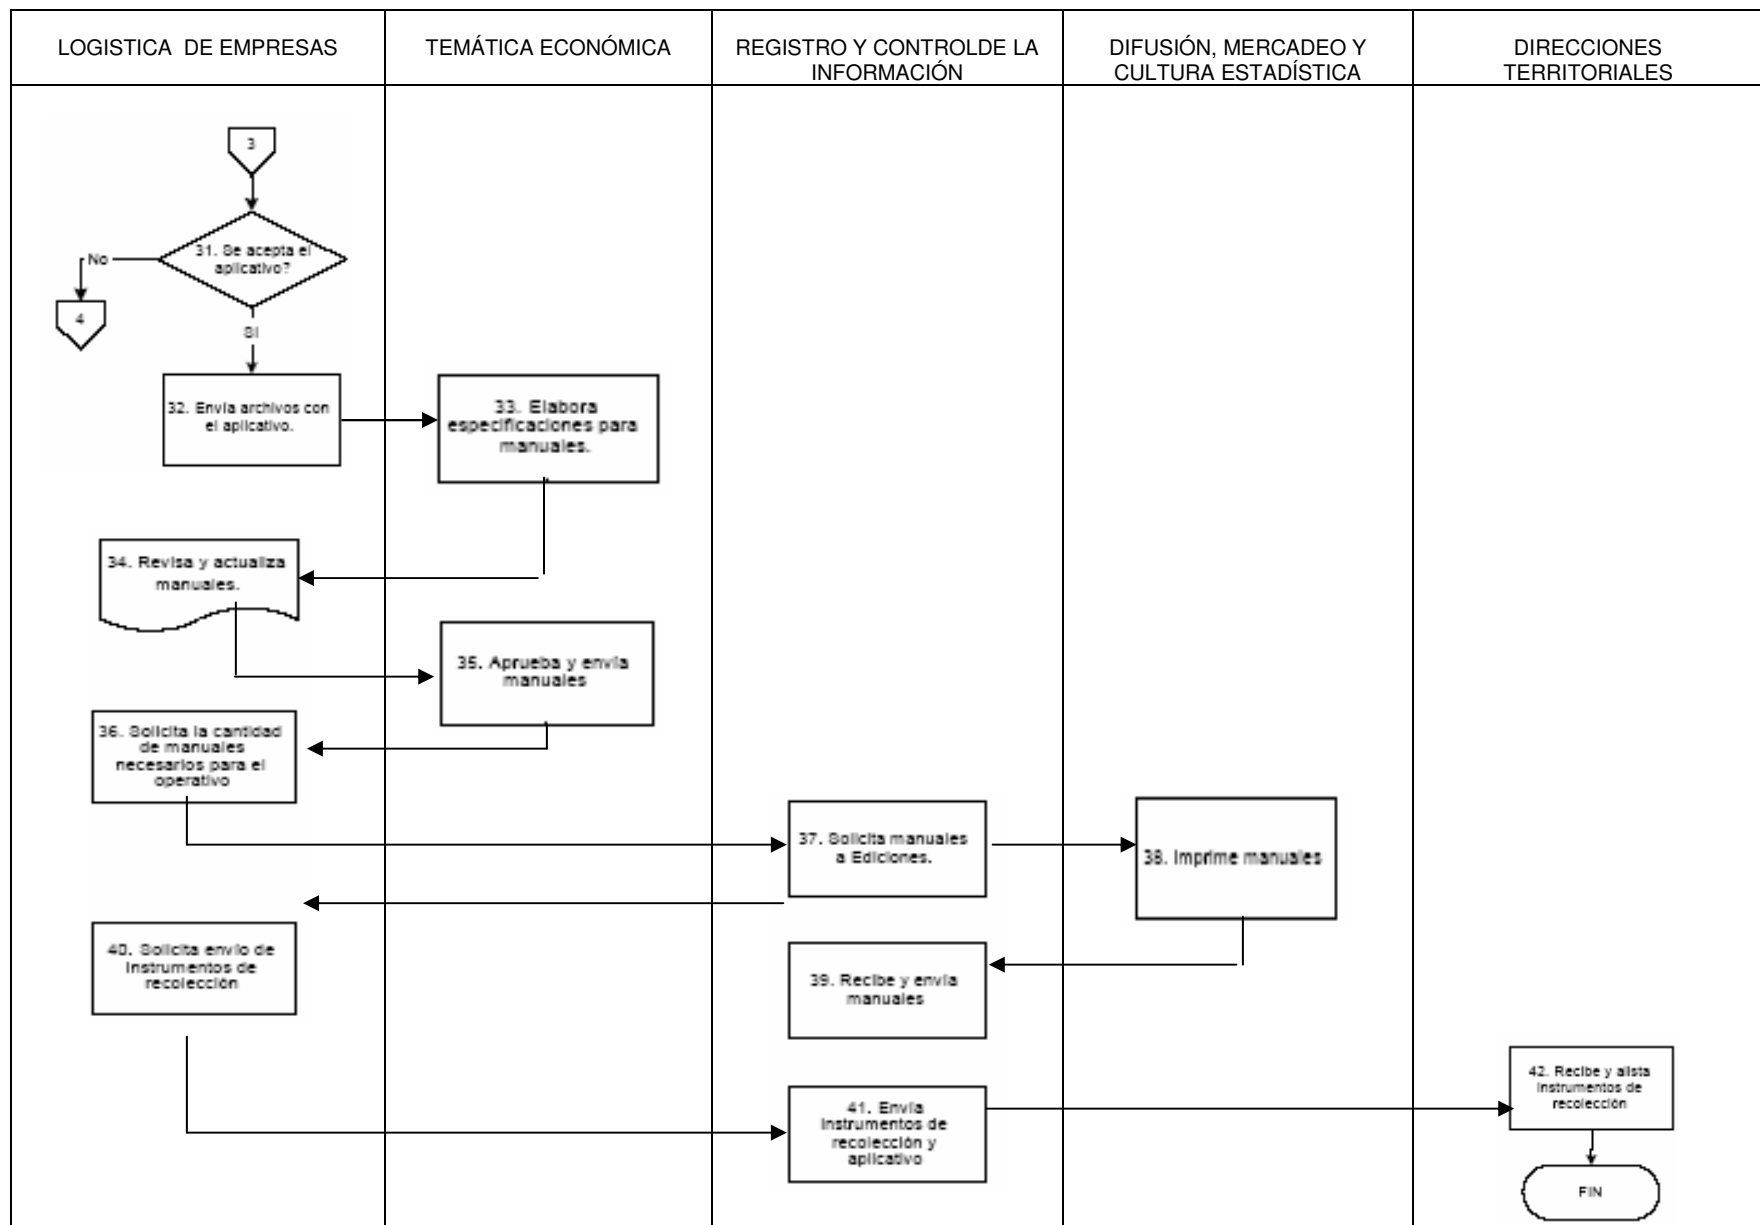 LOGISTICA DE EMPRESAS
TEMÁTICA ECONÓMICA
REGISTRO Y CONTROLDE LA
INFORMACIÓN
DIFUSIÓN, MERCADEO Y
CULTURA ESTADÍSTICA
DIRECCIONES
TERRITORIALES
3
31. Se acepta el
aplicativo?
No
4
SI
32. Envía archivos con
el aplicativo.
33. Elabora
especificaciones para
manuales.
34. Revisa y actualiza
manuales.
35. Aprueba y envía
manuales
36. Solicita la cantidad
de manuales
necesarios para el
operativo
37. Solicita manuales
a Ediciones.
38. Imprime manuales
39. Recibe y envía
manuales
40. Solicita envío de
Instrumentos de
recolección
41. Envía
Instrumentos de
recolección y
aplicativo
42. Recibe y alista
Instrumentos de
recolección
FIN